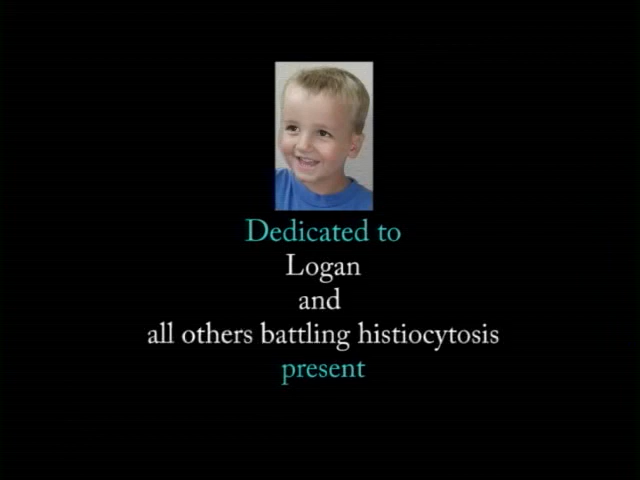 Dedicated to
Logan
and
all others battling histiocytosis
present